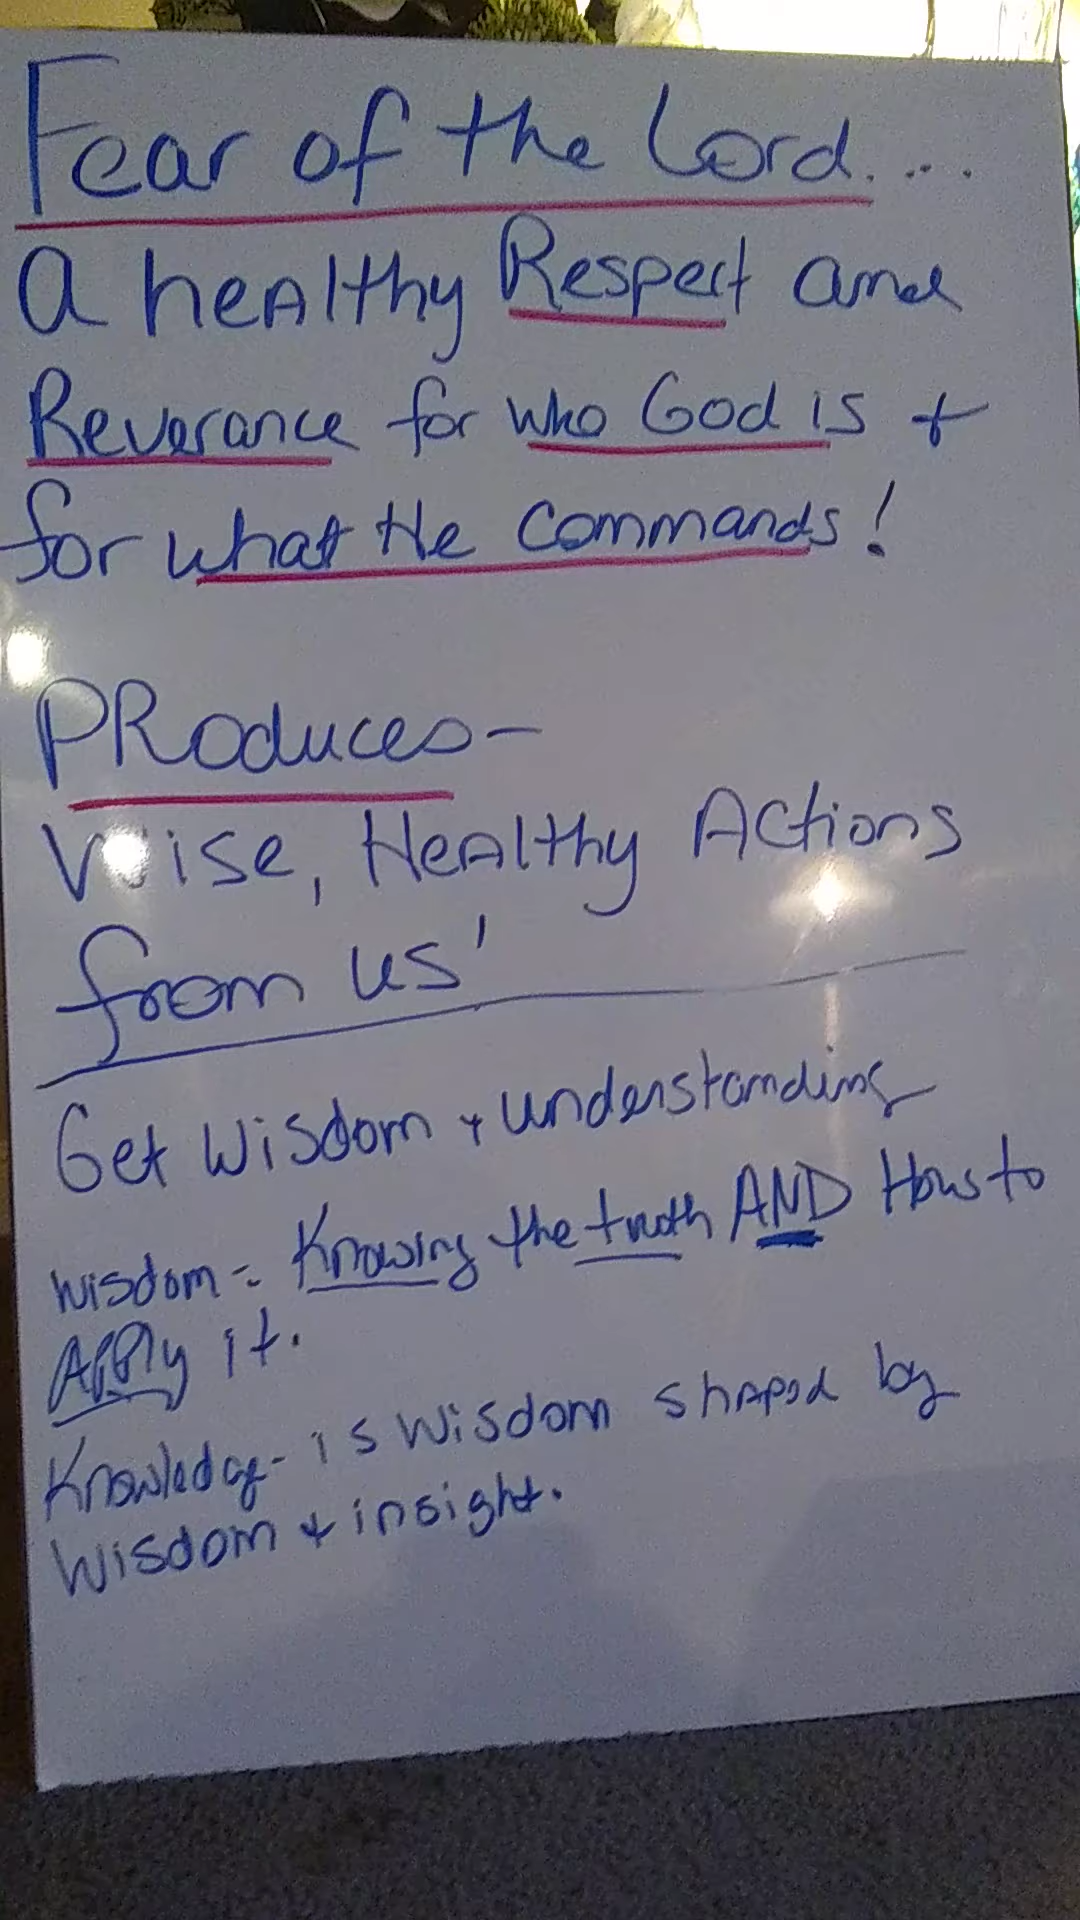 Fear of the Lord....
A healthy Respect and
Reverance for who God is +
for what He commands!
Produces-
Wise, Healthy Actions
from us'
Get Wisdom + understanding
Wisdom = Knowing the truth AND How to
Apply it.
Knowledge- is Wisdom shaped by
Wisdom + insight.